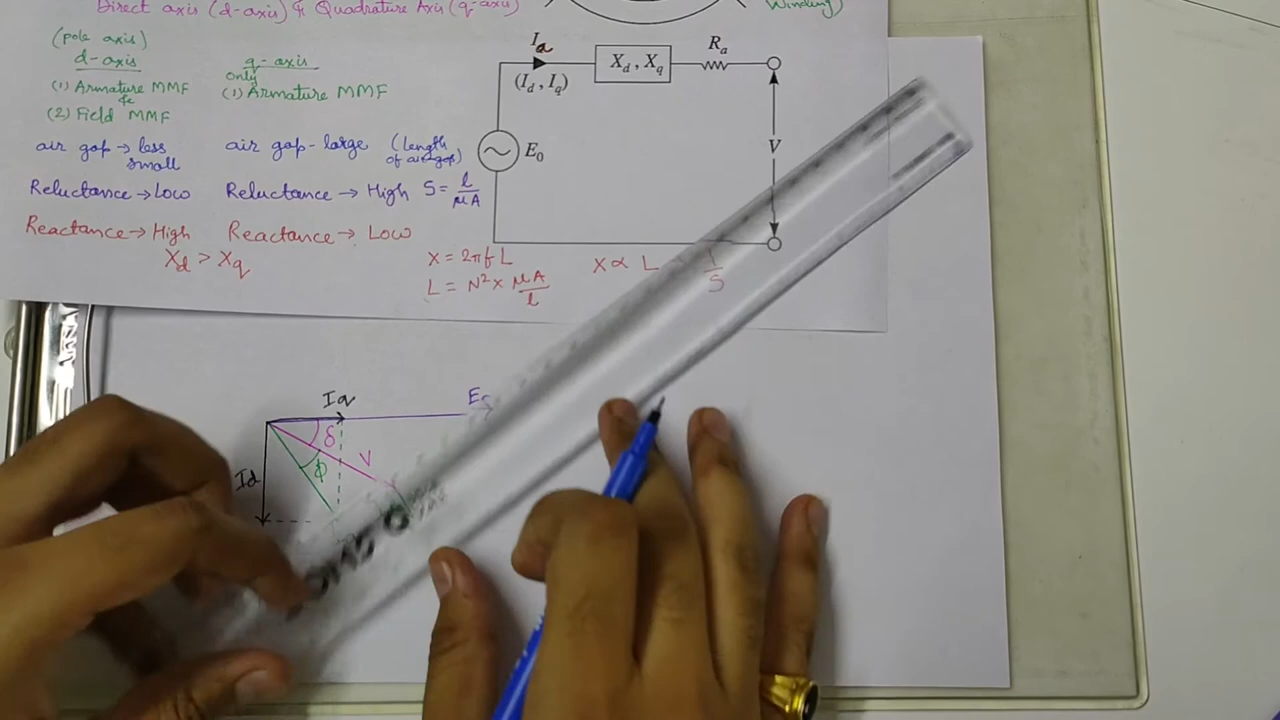 Direct axis (d-axis) & Quadrature Axis (q-axis)
Winding)
(pole axis)
d-axis
(1) Armature MMF
&
(2) Field MMF
air gap → less
small
Reluctance → Low
Reactance → High
Xd > Xq
q-axis
only
(1) Armature MMF
air gap - large (Length
of air gap)
Reluctance → High S = l/μA
Reactance → Low
X = 2πfL
L = N² × μA/l
X ∝ L
1/S
Ia
(Id, Iq)
Xd, Xq
Ra
E0
V
Iq
δ
V
φ
Id